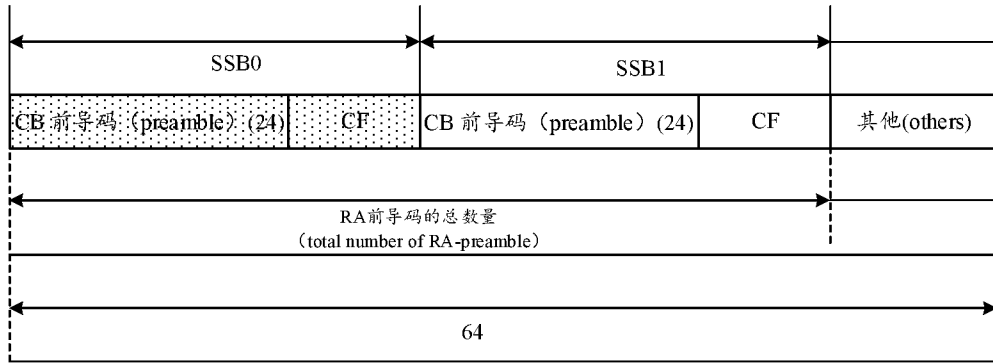 SSB0
SSB1
CB 前导码（preamble）(24)
CF
CB 前导码（preamble）(24)
CF
其他(others)
RA前导码的总数量
（total number of RA-preamble）
64